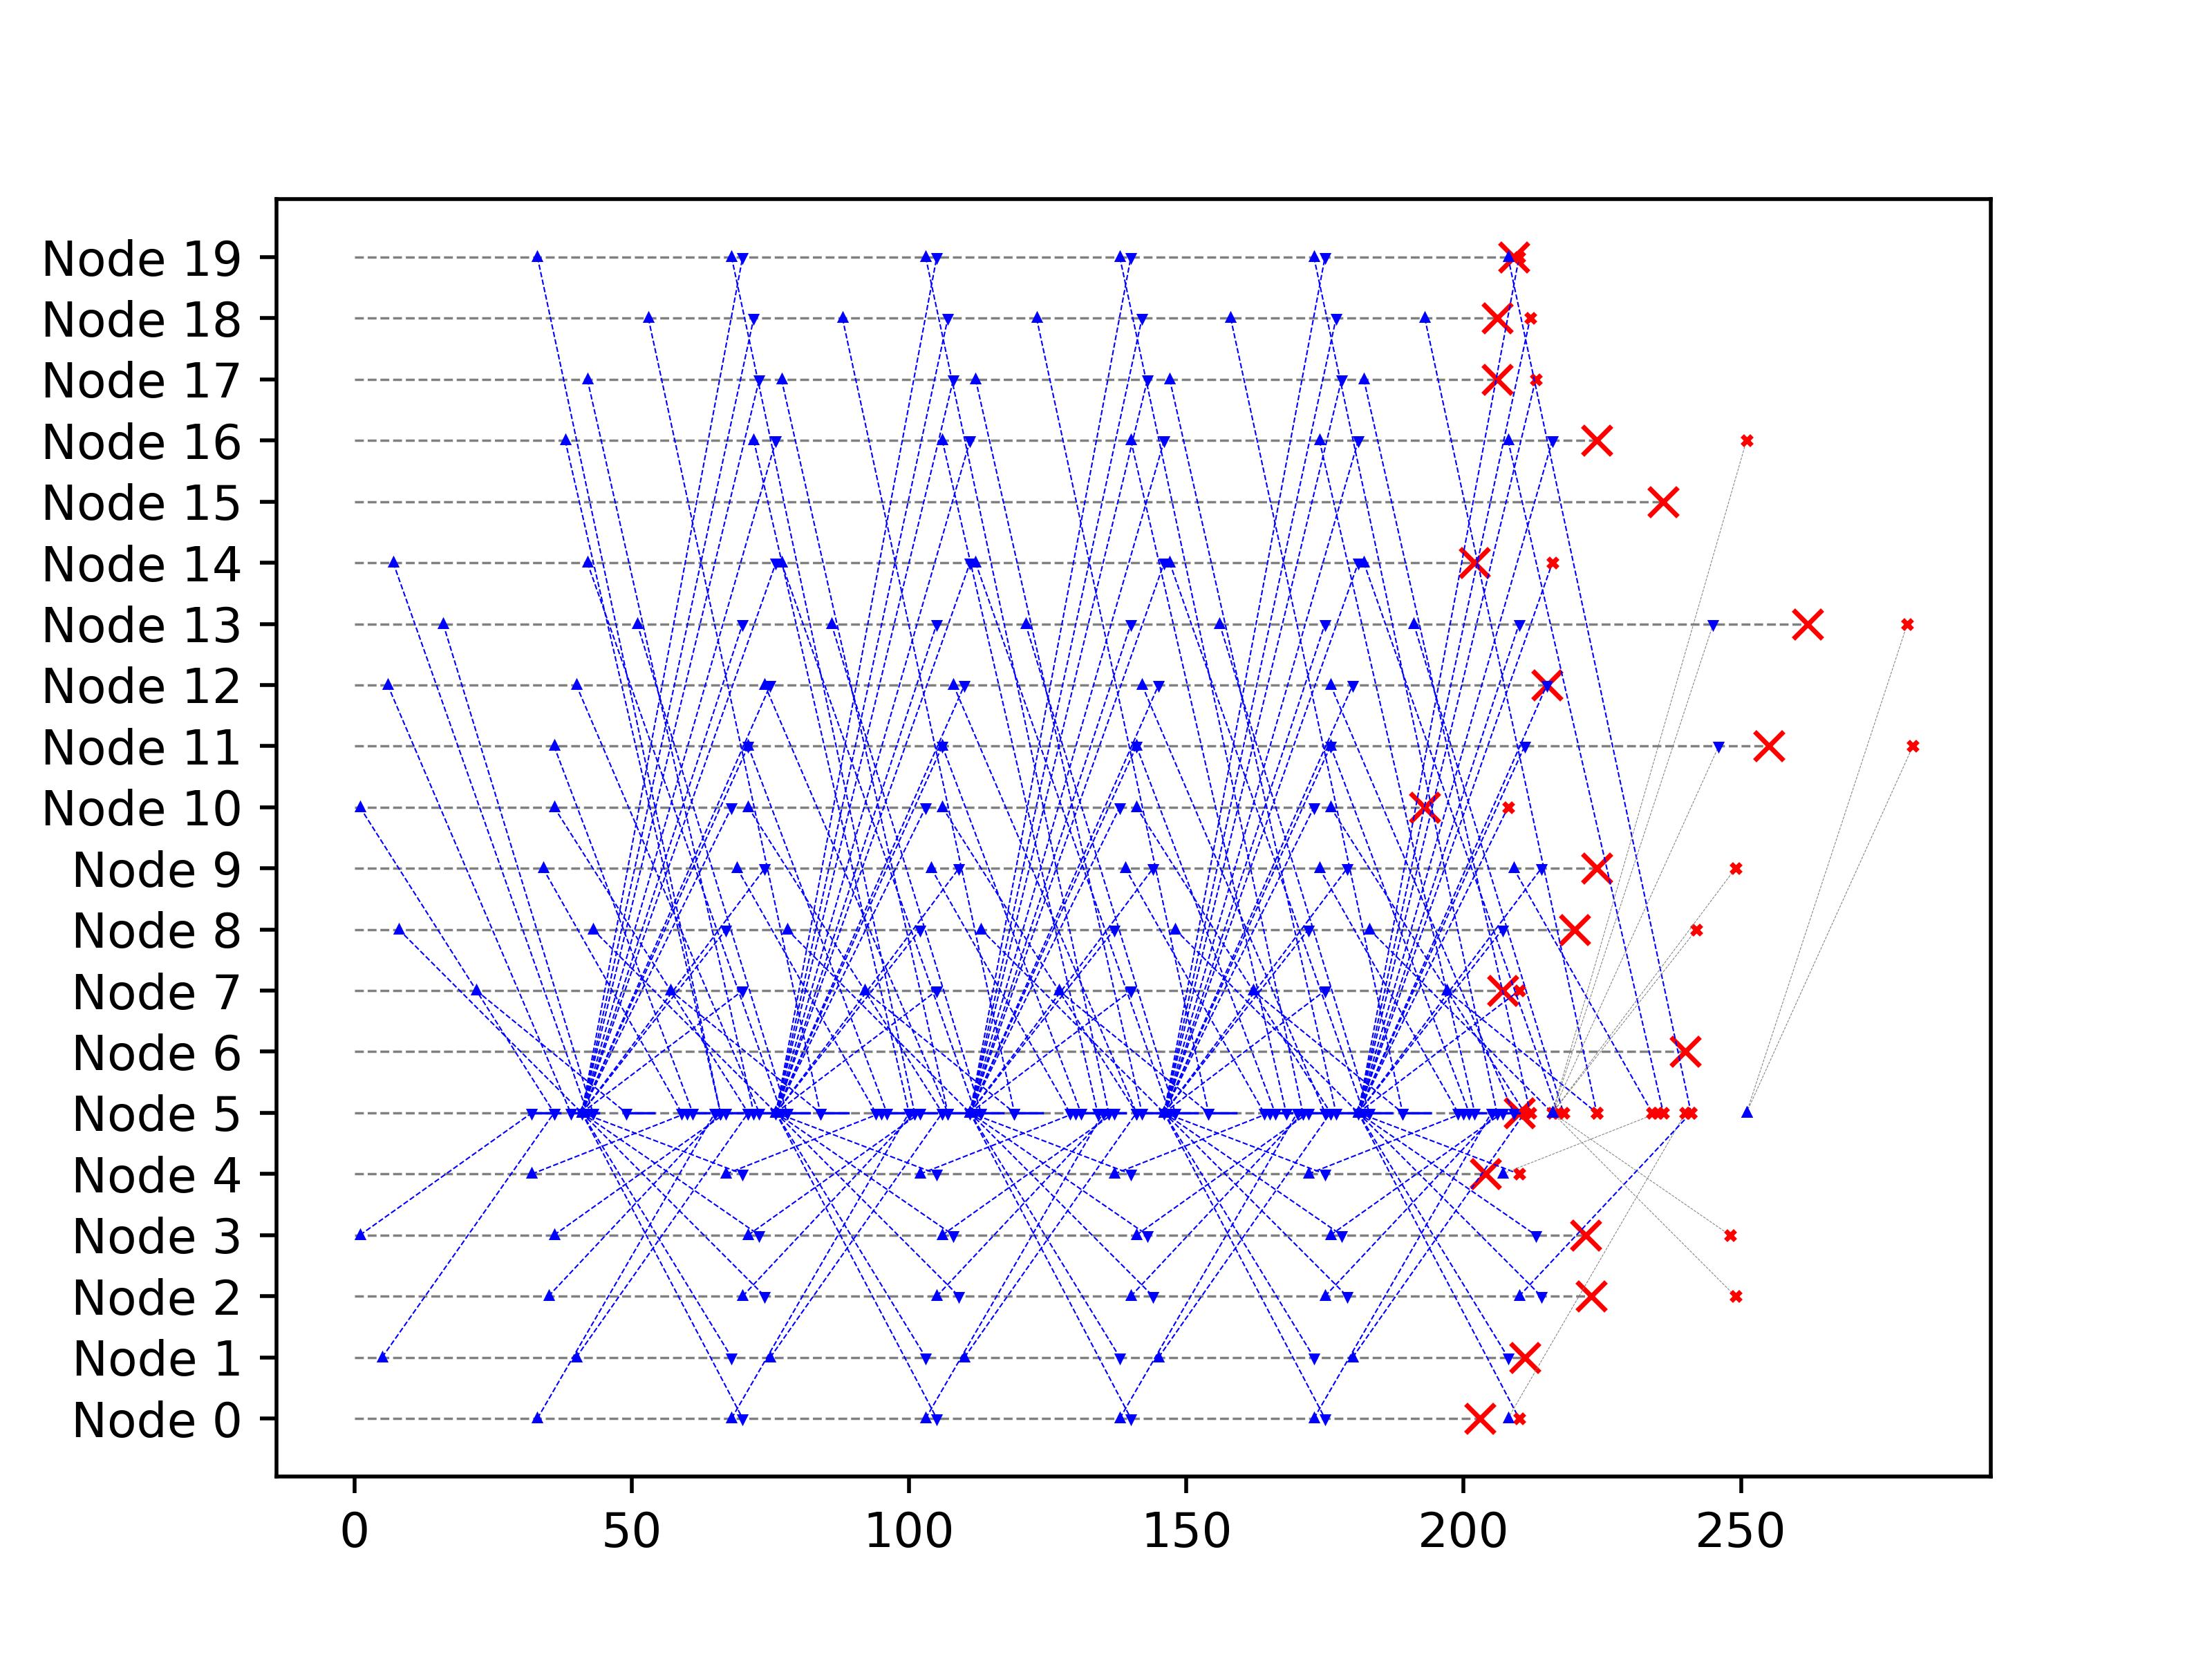 Node 19
Node 18
Node 17
Node 16
Node 15
Node 14
Node 13
Node 12
Node 11
Node 10
Node 9
Node 8
Node 7
Node 6
Node 5
Node 4
Node 3
Node 2
Node 1
Node 0
0 50 100 150 200 250